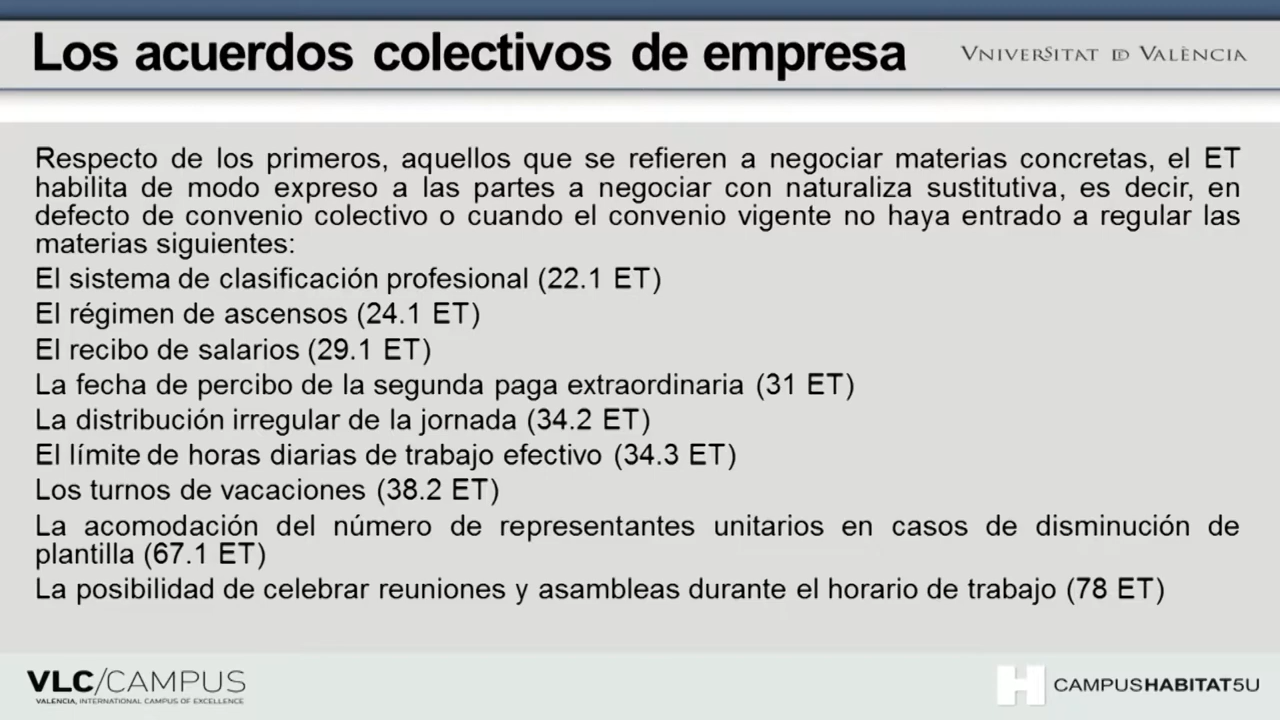 Los acuerdos colectivos de empresa
VNIVERSITAT DE VALÈNCIA
Respecto de los primeros, aquellos que se refieren a negociar materias concretas, el ET
habilita de modo expreso a las partes a negociar con naturaliza sustitutiva, es decir, en
defecto de convenio colectivo o cuando el convenio vigente no haya entrado a regular las
materias siguientes:
El sistema de clasificación profesional (22.1 ET)
El régimen de ascensos (24.1 ET)
El recibo de salarios (29.1 ET)
La fecha de percibo de la segunda paga extraordinaria (31 ET)
La distribución irregular de la jornada (34.2 ET)
El límite de horas diarias de trabajo efectivo (34.3 ET)
Los turnos de vacaciones (38.2 ET)
La acomodación del número de representantes unitarios en casos de disminución de
plantilla (67.1 ET)
La posibilidad de celebrar reuniones y asambleas durante el horario de trabajo (78 ET)
VLC/CAMPUS
VALENCIA, INTERNATIONAL CAMPUS OF EXCELLENCE
H CAMPUSHABITAT5U